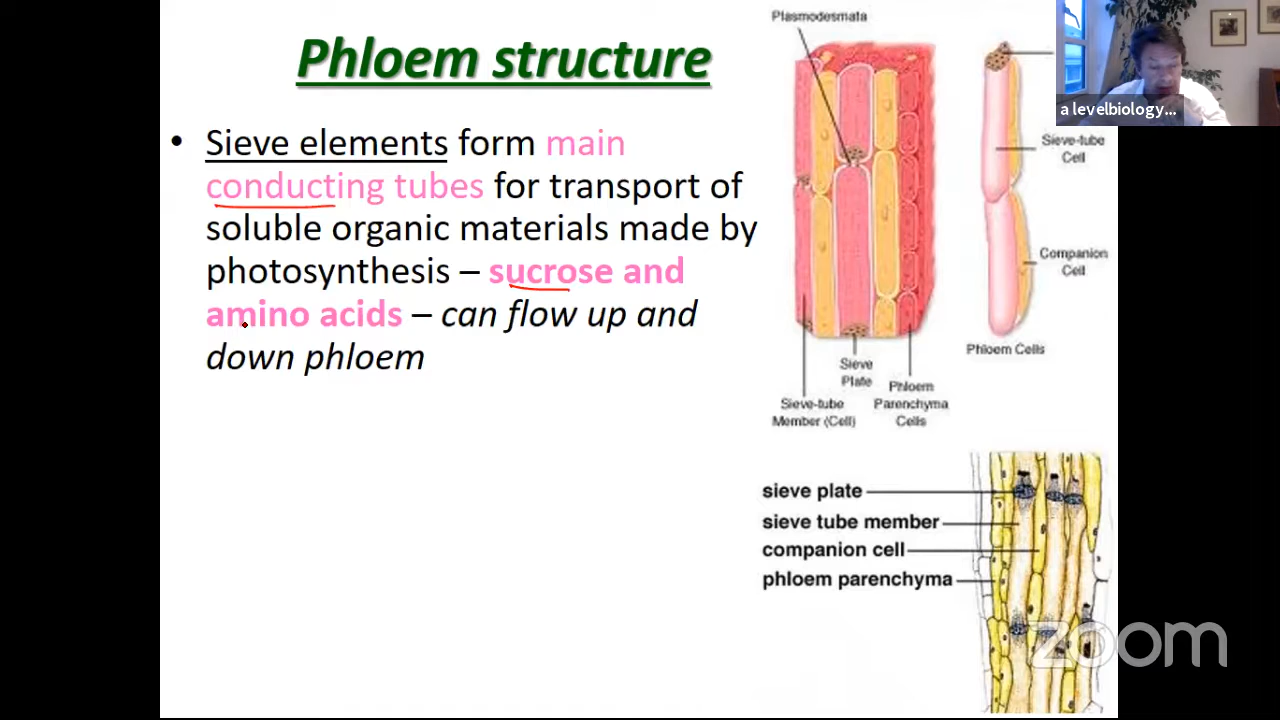 Phloem structure
• Sieve elements form main
conducting tubes for transport of
soluble organic materials made by
photosynthesis – sucrose and
amino acids – can flow up and
down phloem
Plasmodesmata
Sieve-tube
Cell
Companion
Cell
Phloem Cells
Sieve
Plate
Phloem
Parenchyma
Cells
Sieve-tube
Member (Cell)
sieve plate
sieve tube member
companion cell
phloem parenchyma
a levelbiology...
zoom